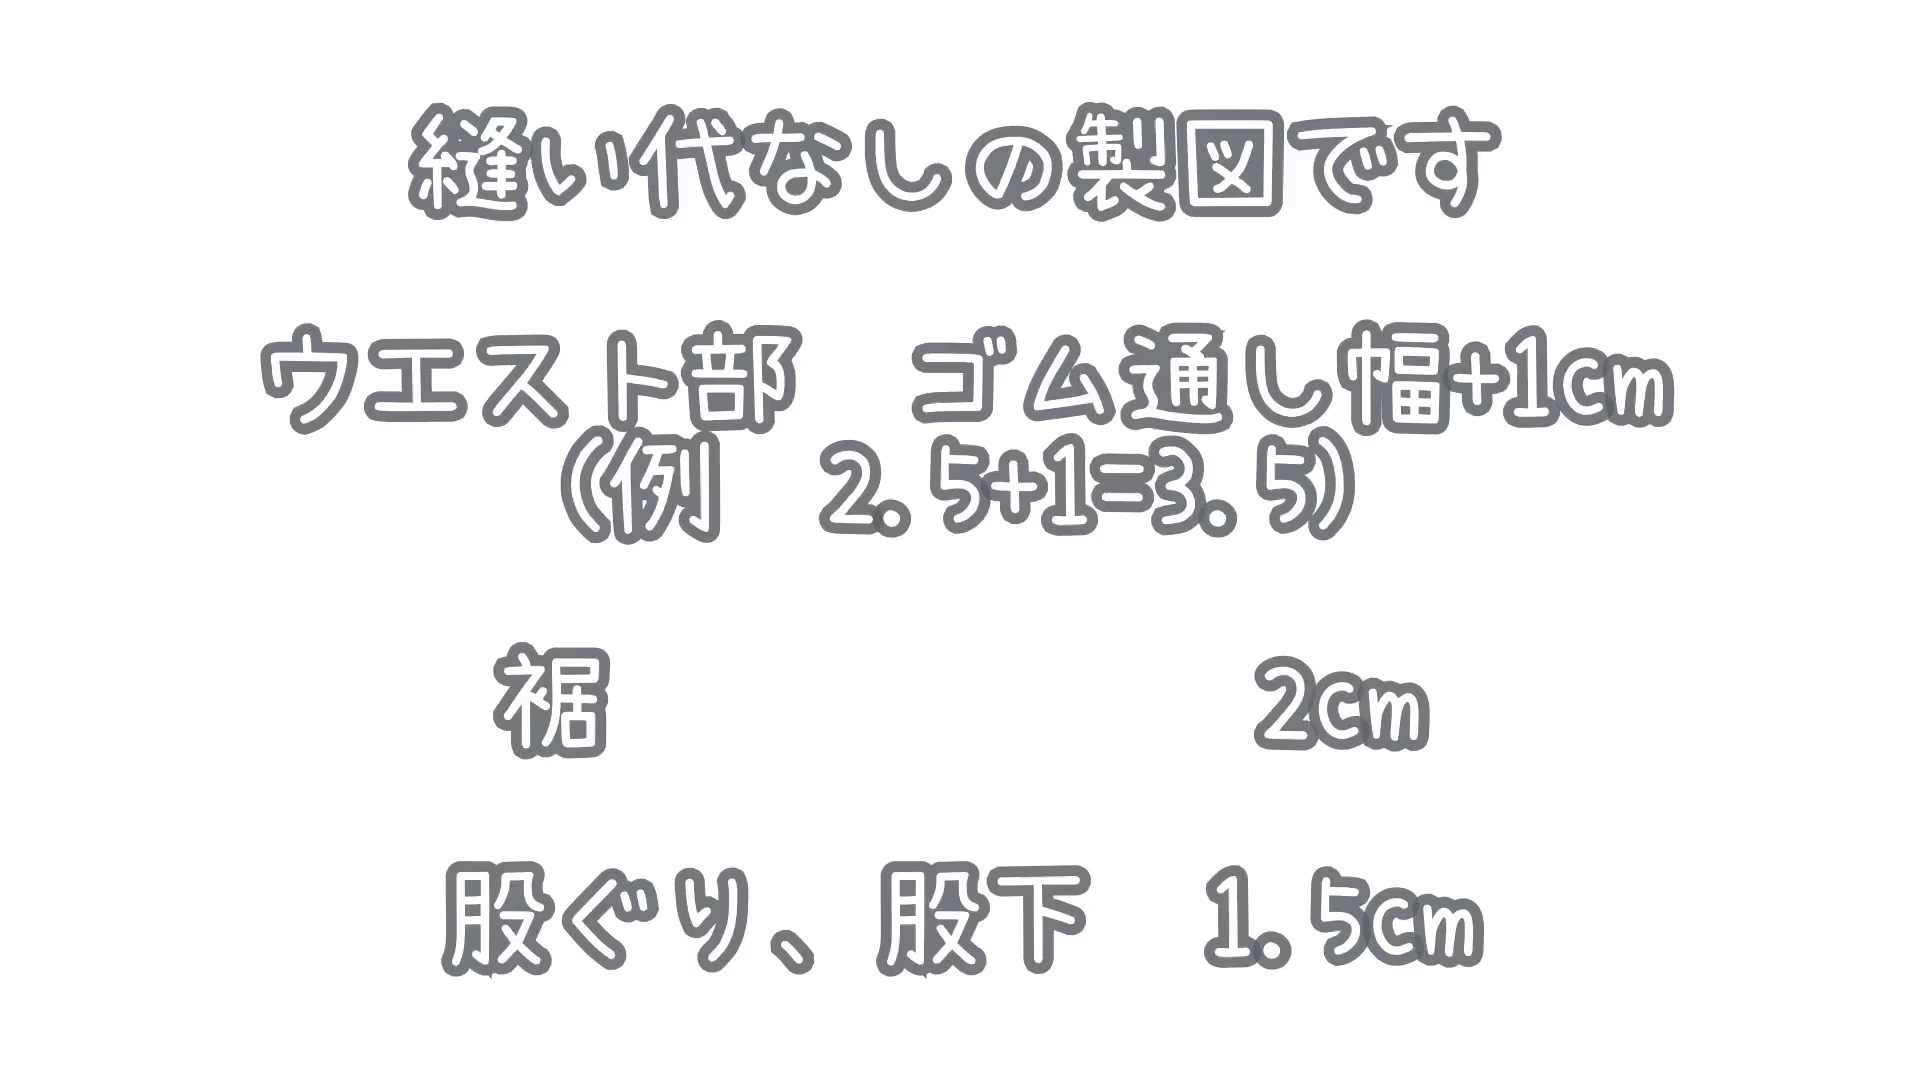 縫い代なしの製図です
ウエスト部　ゴム通し幅+1cm
(例　2.5+1=3.5)
裾　2cm
股ぐり、股下　1.5cm